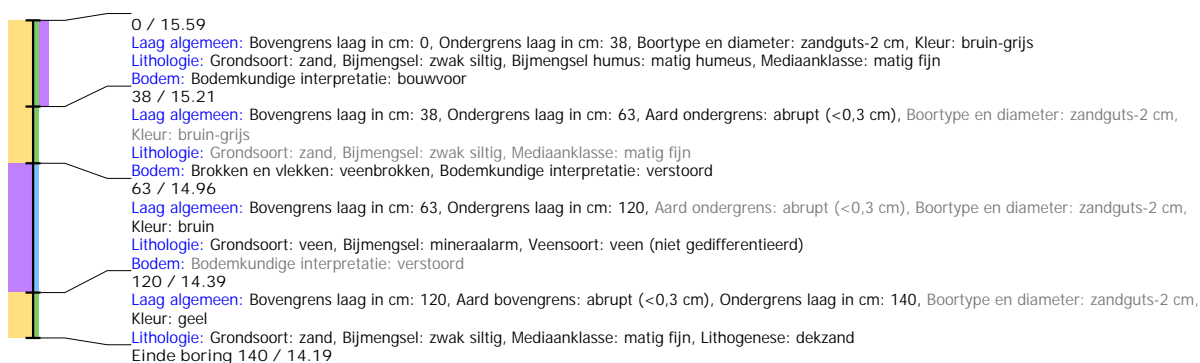 0 / 15.59
Laag algemeen: Bovengrens laag in cm: 0, Ondergrens laag in cm: 38, Boortype en diameter: zandguts-2 cm, Kleur: bruin-grijs
Lithologie: Grondsoort: zand, Bijmengsel: zwak siltig, Bijmengsel humus: matig humeus, Mediaanklasse: matig fijn
Bodem: Bodemkundige interpretatie: bouwvoor
38 / 15.21
Laag algemeen: Bovengrens laag in cm: 38, Ondergrens laag in cm: 63, Aard ondergrens: abrupt (<0,3 cm), Boortype en diameter: zandguts-2 cm,
Kleur: bruin-grijs
Lithologie: Grondsoort: zand, Bijmengsel: zwak siltig, Mediaanklasse: matig fijn
Bodem: Brokken en vlekken: veenbrokken, Bodemkundige interpretatie: verstoord
63 / 14.96
Laag algemeen: Bovengrens laag in cm: 63, Ondergrens laag in cm: 120, Aard ondergrens: abrupt (<0,3 cm), Boortype en diameter: zandguts-2 cm,
Kleur: bruin
Lithologie: Grondsoort: veen, Bijmengsel: mineraalarm, Veensoort: veen (niet gedifferentieerd)
Bodem: Bodemkundige interpretatie: verstoord
120 / 14.39
Laag algemeen: Bovengrens laag in cm: 120, Aard bovengrens: abrupt (<0,3 cm), Ondergrens laag in cm: 140, Boortype en diameter: zandguts-2 cm,
Kleur: geel
Lithologie: Grondsoort: zand, Bijmengsel: zwak siltig, Mediaanklasse: matig fijn, Lithogenese: dekzand
Einde boring 140 / 14.19